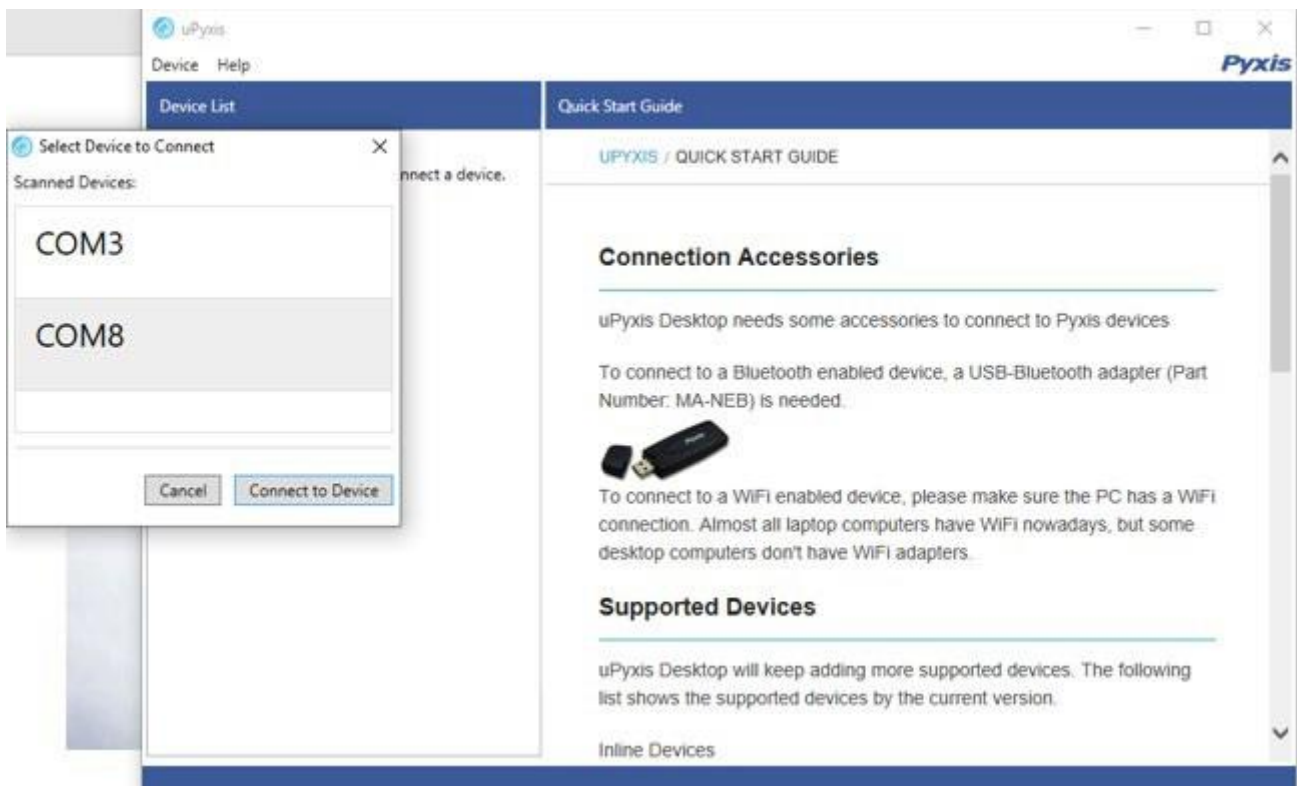 uPyxis
Device Help
Pyxis
Device List
Quick Start Guide
Select Device to Connect
Scanned Devices:
COM3
COM8
Cancel
Connect to Device
a device.
UPYXIS / QUICK START GUIDE
Connection Accessories
uPyxis Desktop needs some accessories to connect to Pyxis devices
To connect to a Bluetooth enabled device, a USB-Bluetooth adapter (Part
Number: MA-NEB) is needed.
To connect to a WiFi enabled device, please make sure the PC has a WiFi
connection. Almost all laptop computers have WiFi nowadays, but some
desktop computers don't have WiFi adapters.
Supported Devices
uPyxis Desktop will keep adding more supported devices. The following
list shows the supported devices by the current version.
Inline Devices